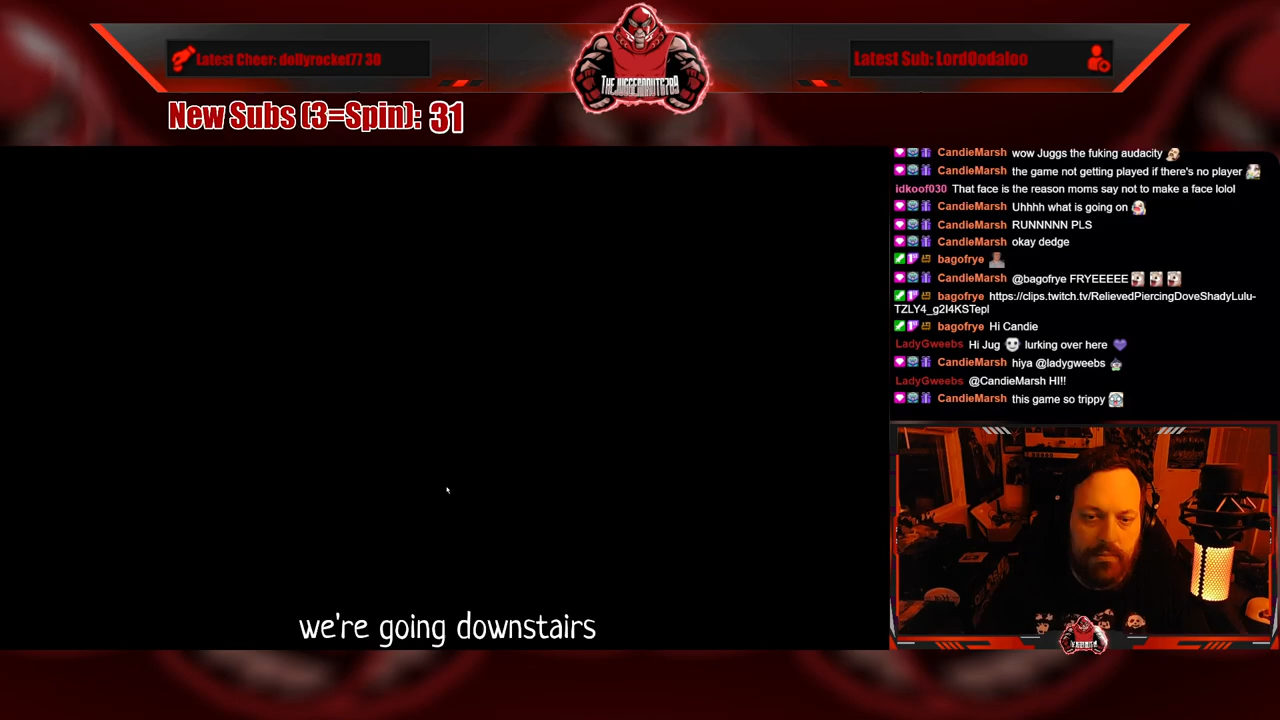 Latest Cheer: dollyrocket77 30
THEJUGGERNAUT6789
Latest Sub: LordOodaloo
New Subs (3=Spin): 31
CandieMarsh wow Juggs the fuking audacity
CandieMarsh the game not getting played if there's no player
idkoof030 That face is the reason moms say not to make a face lolol
CandieMarsh Uhhhh what is going on
CandieMarsh RUNNNNN PLS
CandieMarsh okay dedge
bagofrye
CandieMarsh @bagofrye FRYEEEEE
bagofrye https://clips.twitch.tv/RelievedPiercingDoveShadyLulu-
TZLY4_g2I4KSTepI
bagofrye Hi Candie
LadyGweebs Hi Jug lurking over here
CandieMarsh hiya @ladygweebs
LadyGweebs @CandieMarsh HI!!
CandieMarsh this game so trippy
we're going downstairs